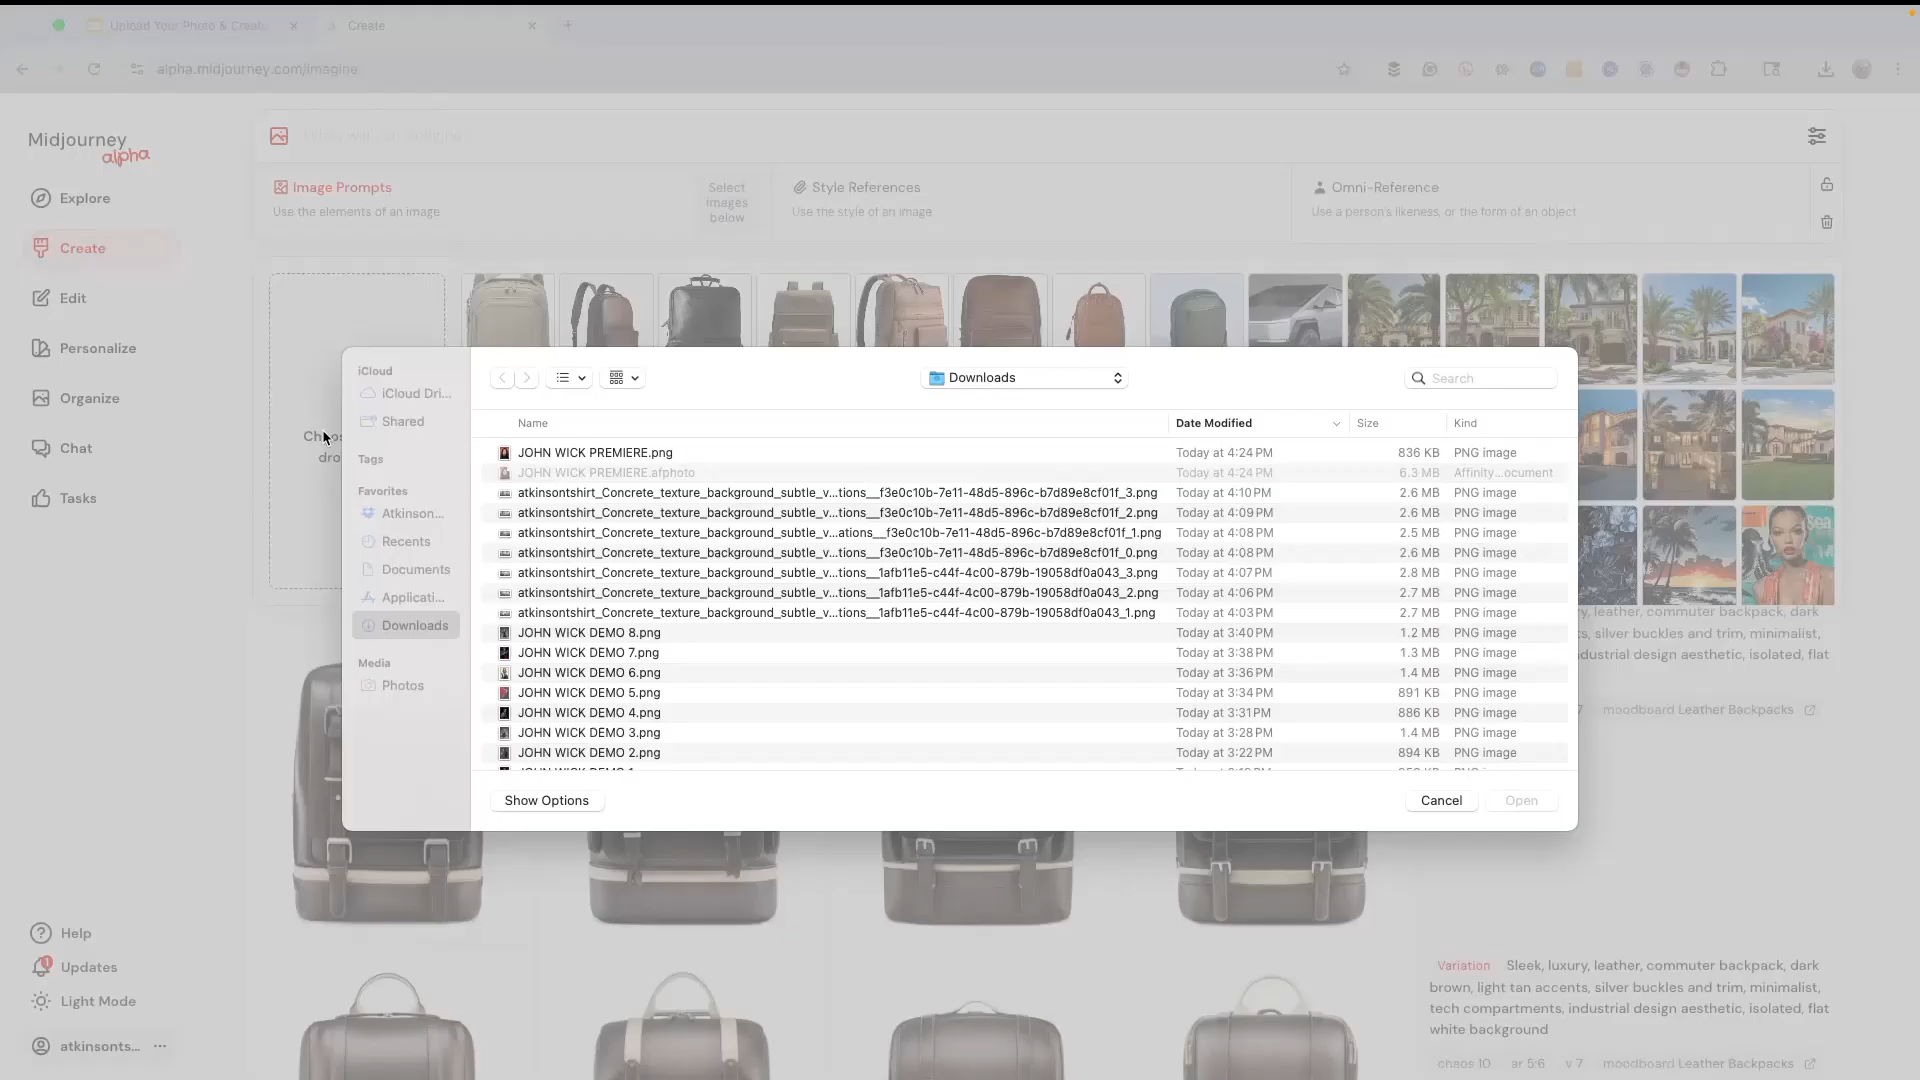 Upload Your Photo & Create
Create
alpha.midjourney.com/imagine
Midjourney
alpha
Explore
Create
Edit
Personalize
Organize
Chat
Tasks
Help
Updates
1
Light Mode
atkinsonts...
Image Prompts
Use the elements of an image
Select
images
below
Style References
Use the style of an image
Omni-Reference
Use a person's likeness, or the form of an object
iCloud
iCloud Dri...
Shared
Tags
Favorites
Atkinson...
Recents
Documents
Applicati...
Downloads
Media
Photos
Downloads
Search
Name Date Modified Size Kind
JOHN WICK PREMIERE.png Today at 4:24 PM 836 KB PNG image
JOHN WICK PREMIERE.afphoto Today at 4:24 PM 6.3 MB Affinity...ocument
atkinsontshirt_Concrete_texture_background_subtle_v...tions__f3e0c10b-7e11-48d5-896c-b7d89e8cf01f_3.png Today at 4:10 PM 2.6 MB PNG image
atkinsontshirt_Concrete_texture_background_subtle_v...tions__f3e0c10b-7e11-48d5-896c-b7d89e8cf01f_2.png Today at 4:09 PM 2.6 MB PNG image
atkinsontshirt_Concrete_texture_background_subtle_v...ations__f3e0c10b-7e11-48d5-896c-b7d89e8cf01f_1.png Today at 4:08 PM 2.5 MB PNG image
atkinsontshirt_Concrete_texture_background_subtle_v...tions__f3e0c10b-7e11-48d5-896c-b7d89e8cf01f_0.png Today at 4:08 PM 2.6 MB PNG image
atkinsontshirt_Concrete_texture_background_subtle_v...tions__1afb11e5-c44f-4c00-879b-19058df0a043_3.png Today at 4:07 PM 2.8 MB PNG image
atkinsontshirt_Concrete_texture_background_subtle_v...tions__1afb11e5-c44f-4c00-879b-19058df0a043_2.png Today at 4:06 PM 2.7 MB PNG image
atkinsontshirt_Concrete_texture_background_subtle_v...tions__1afb11e5-c44f-4c00-879b-19058df0a043_1.png Today at 4:03 PM 2.7 MB PNG image
JOHN WICK DEMO 8.png Today at 3:40 PM 1.2 MB PNG image
JOHN WICK DEMO 7.png Today at 3:38 PM 1.3 MB PNG image
JOHN WICK DEMO 6.png Today at 3:36 PM 1.4 MB PNG image
JOHN WICK DEMO 5.png Today at 3:34 PM 891 KB PNG image
JOHN WICK DEMO 4.png Today at 3:31 PM 886 KB PNG image
JOHN WICK DEMO 3.png Today at 3:28 PM 1.4 MB PNG image
JOHN WICK DEMO 2.png Today at 3:22 PM 894 KB PNG image
Show Options
Cancel
Open
leather, commuter backpack, dark
silver buckles and trim, minimalist,
industrial design aesthetic, isolated, flat
7 moodboard Leather Backpacks
Variation Sleek, luxury, leather, commuter backpack, dark
brown, light tan accents, silver buckles and trim, minimalist,
tech compartments, industrial design aesthetic, isolated, flat
white background
chaos 10 ar 5:6 v 7 moodboard Leather Backpacks